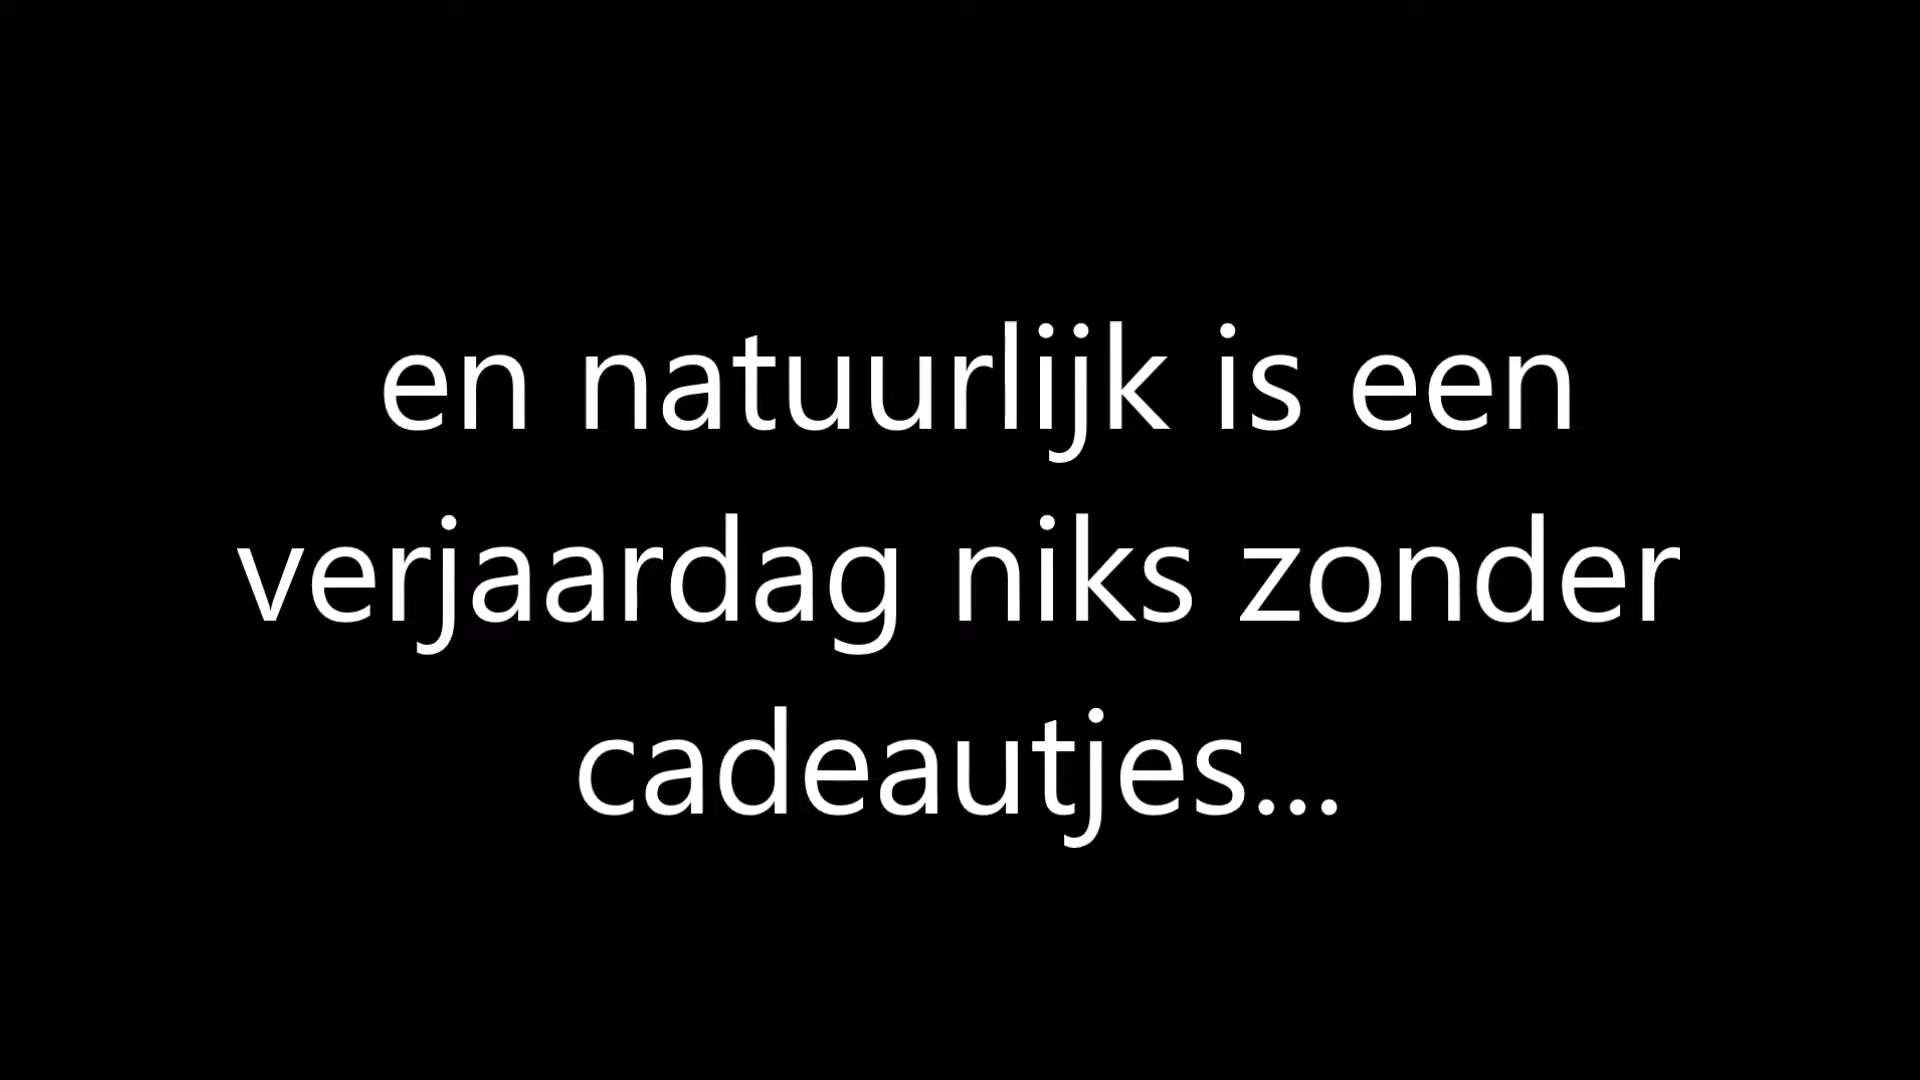 en natuurlijk is een
verjaardag niks zonder
cadeautjes...